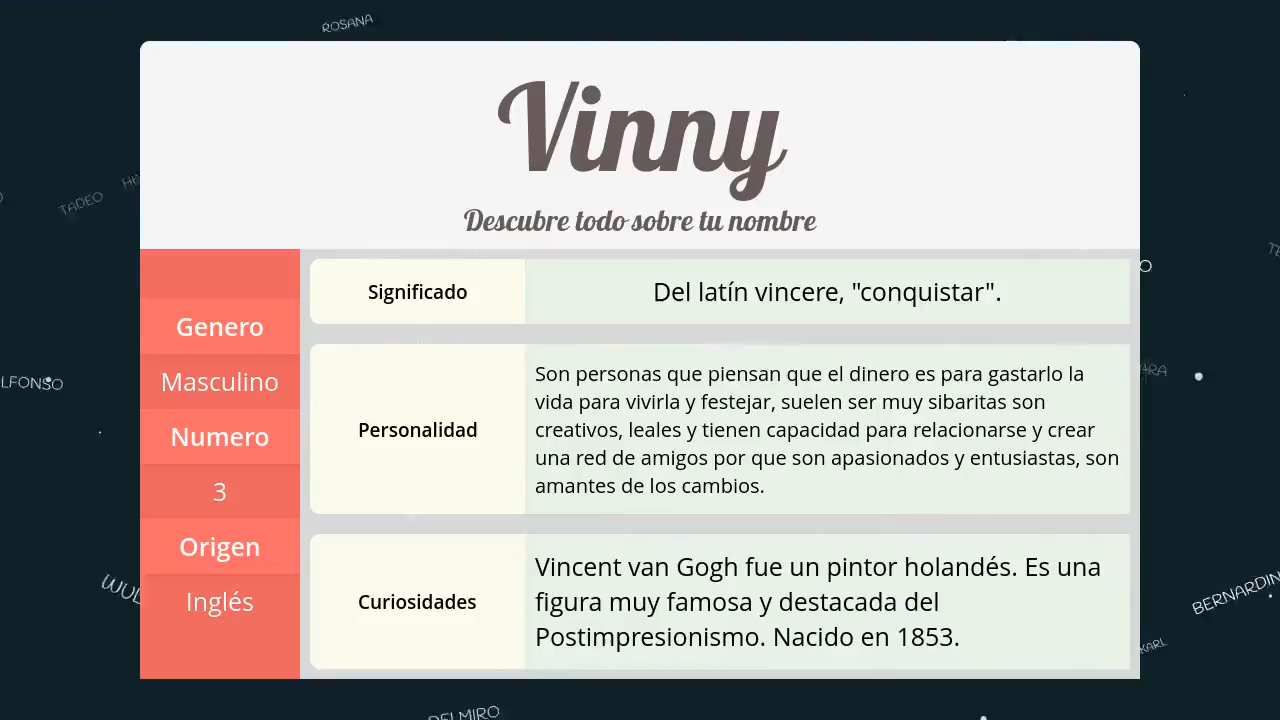 ROSANA
Vinny
TADEO
Descubre todo sobre tu nombre
Significado
Del latín vincere, "conquistar".
Genero
Masculino
Numero
3
Origen
Inglés
Personalidad
Son personas que piensan que el dinero es para gastarlo la
vida para vivirla y festejar, suelen ser muy sibaritas son
creativos, leales y tienen capacidad para relacionarse y crear
una red de amigos por que son apasionados y entusiastas, son
amantes de los cambios.
Curiosidades
Vincent van Gogh fue un pintor holandés. Es una
figura muy famosa y destacada del
Postimpresionismo. Nacido en 1853.
LFONSO
BERNARDIN
KARL
DELMIRO